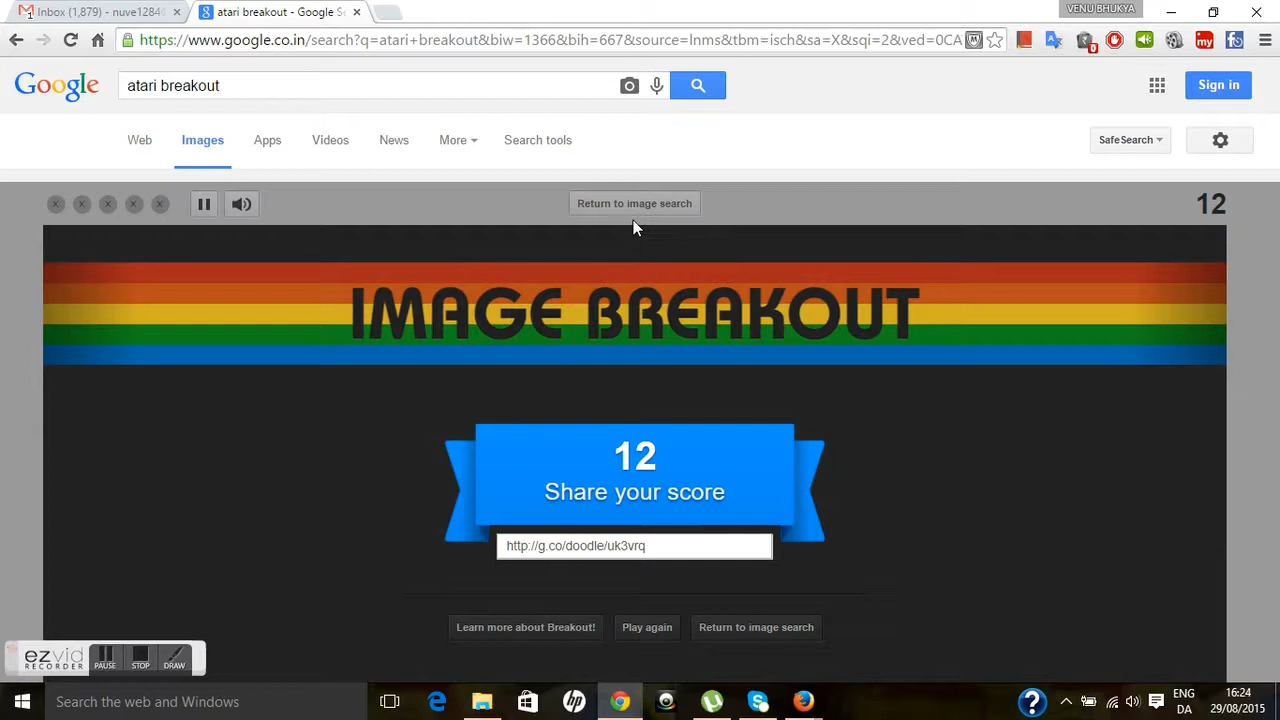 Inbox (1,879) - nuve1284
atari breakout - Google Se
VENU BHUKYA
https://www.google.co.in/search?q=atari+breakout&biw=1366&bih=667&source=lnms&tbm=isch&sa=X&sqi=2&ved=0CA
Google
atari breakout
Sign in
Web
Images
Apps
Videos
News
More
Search tools
SafeSearch
Return to image search
12
IMAGE BREAKOUT
12
Share your score
http://g.co/doodle/uk3vrq
Learn more about Breakout!
Play again
Return to image search
ezvid
RECORDER
PAUSE
STOP
DRAW
Search the web and Windows
ENG
DA
16:24
29/08/2015